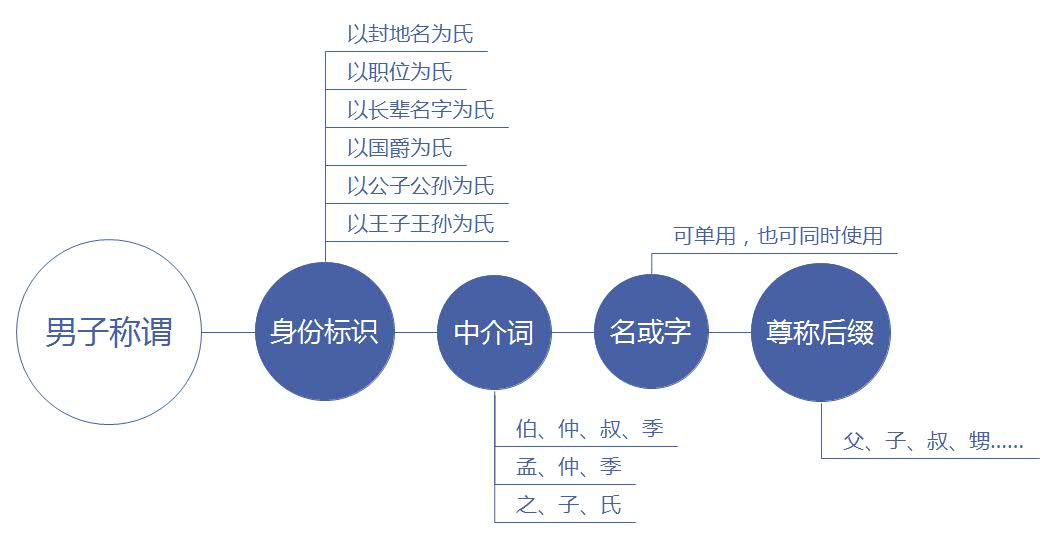 以封地名为氏
以职位为氏
以长辈名字为氏
以国爵为氏
以公子公孙为氏
以王子王孙为氏
可单用，也可同时使用
男子称谓
身份标识
中介词
名或字
尊称后缀
伯、仲、叔、季
孟、仲、季
之、子、氏
父、子、叔、甥……